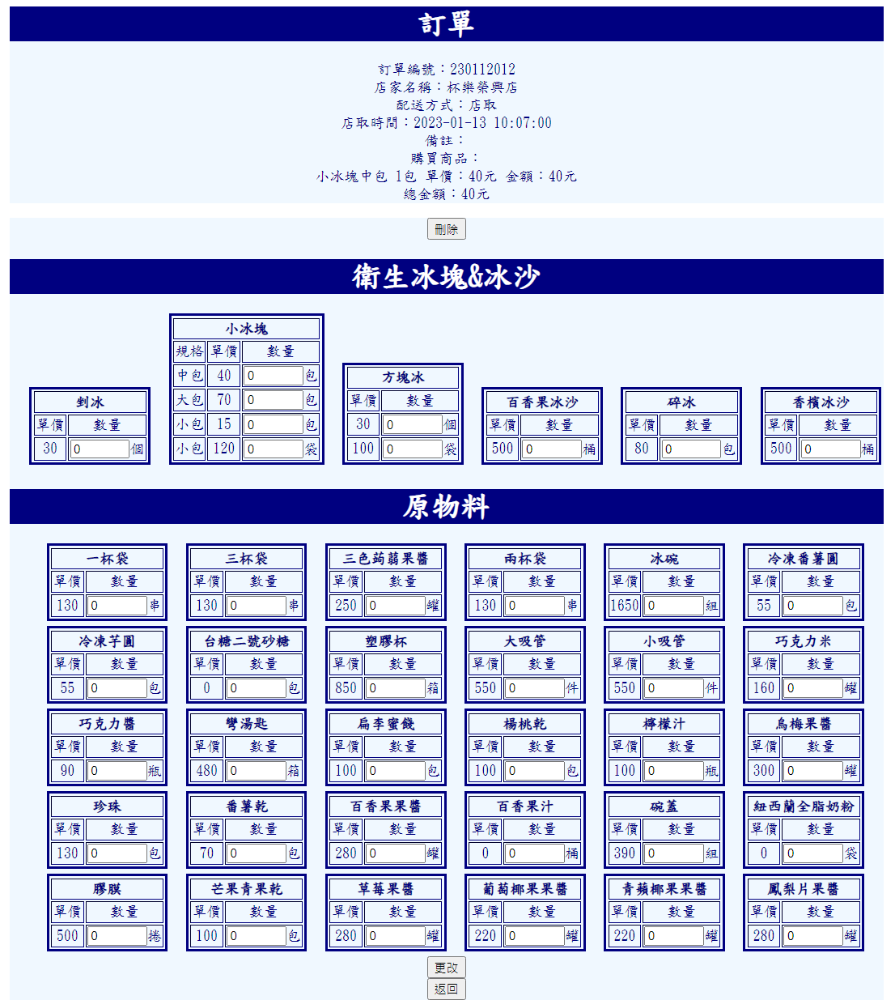 訂單
訂單編號：230112012
店家名稱：杯樂榮興店
配送方式：店取
店取時間：2023-01-13 10:07:00
備註：
購買商品：
小冰塊中包 1包 單價：40元 金額：40元
總金額：40元
刪除
衛生冰塊&冰沙
剉冰
單價 數量
30 0 個
小冰塊
規格 單價 數量
中包 40 0 包
大包 70 0 包
小包 15 0 包
小包 120 0 袋
方塊冰
單價 數量
30 0 個
100 0 袋
百香果冰沙
單價 數量
500 0 桶
碎冰
單價 數量
80 0 包
香檳冰沙
單價 數量
500 0 桶
原物料
一杯袋
單價 數量
130 0 串
三杯袋
單價 數量
130 0 串
三色蒟蒻果醬
單價 數量
250 0 罐
兩杯袋
單價 數量
130 0 串
冰碗
單價 數量
1650 0 組
冷凍番薯圓
單價 數量
55 0 包
冷凍芋圓
單價 數量
55 0 包
台糖二號砂糖
單價 數量
0 0 包
塑膠杯
單價 數量
850 0 箱
大吸管
單價 數量
550 0 件
小吸管
單價 數量
550 0 件
巧克力米
單價 數量
160 0 罐
巧克力醬
單價 數量
90 0 瓶
彎湯匙
單價 數量
480 0 箱
扁李蜜餞
單價 數量
100 0 包
楊桃乾
單價 數量
100 0 包
檸檬汁
單價 數量
100 0 瓶
烏梅果醬
單價 數量
300 0 罐
珍珠
單價 數量
130 0 包
番薯乾
單價 數量
70 0 包
百香果果醬
單價 數量
280 0 罐
百香果汁
單價 數量
0 0 桶
碗蓋
單價 數量
390 0 組
紐西蘭全脂奶粉
單價 數量
0 0 袋
膠膜
單價 數量
500 0 捲
芒果青果乾
單價 數量
100 0 包
草莓果醬
單價 數量
280 0 罐
葡萄椰果果醬
單價 數量
220 0 罐
青蘋椰果果醬
單價 數量
220 0 罐
鳳梨片果醬
單價 數量
280 0 罐
更改
返回